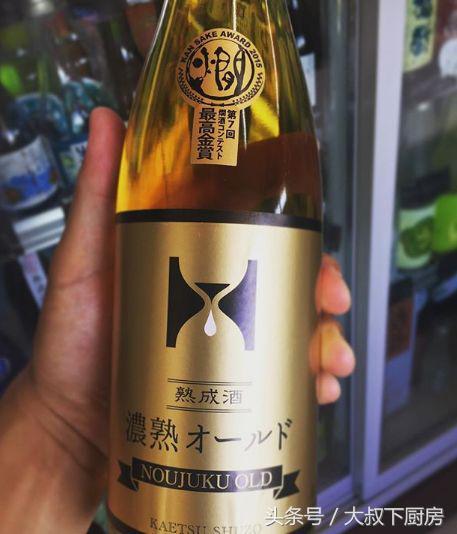 KAN SAKE AWARD 2015
燗
第7回
燗酒コンテスト
最高金賞
熟成酒
濃熟オールド
NOUJUKU OLD
KAETSU SHUZO
头条号 / 大叔下厨房